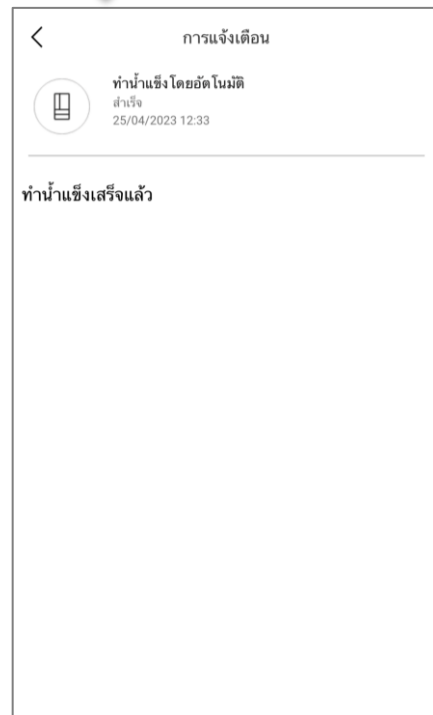 การแจ้งเตือน
ทำน้ำแข็งโดยอัตโนมัติ
สำเร็จ
25/04/2023 12:33
ทำน้ำแข็งเสร็จแล้ว